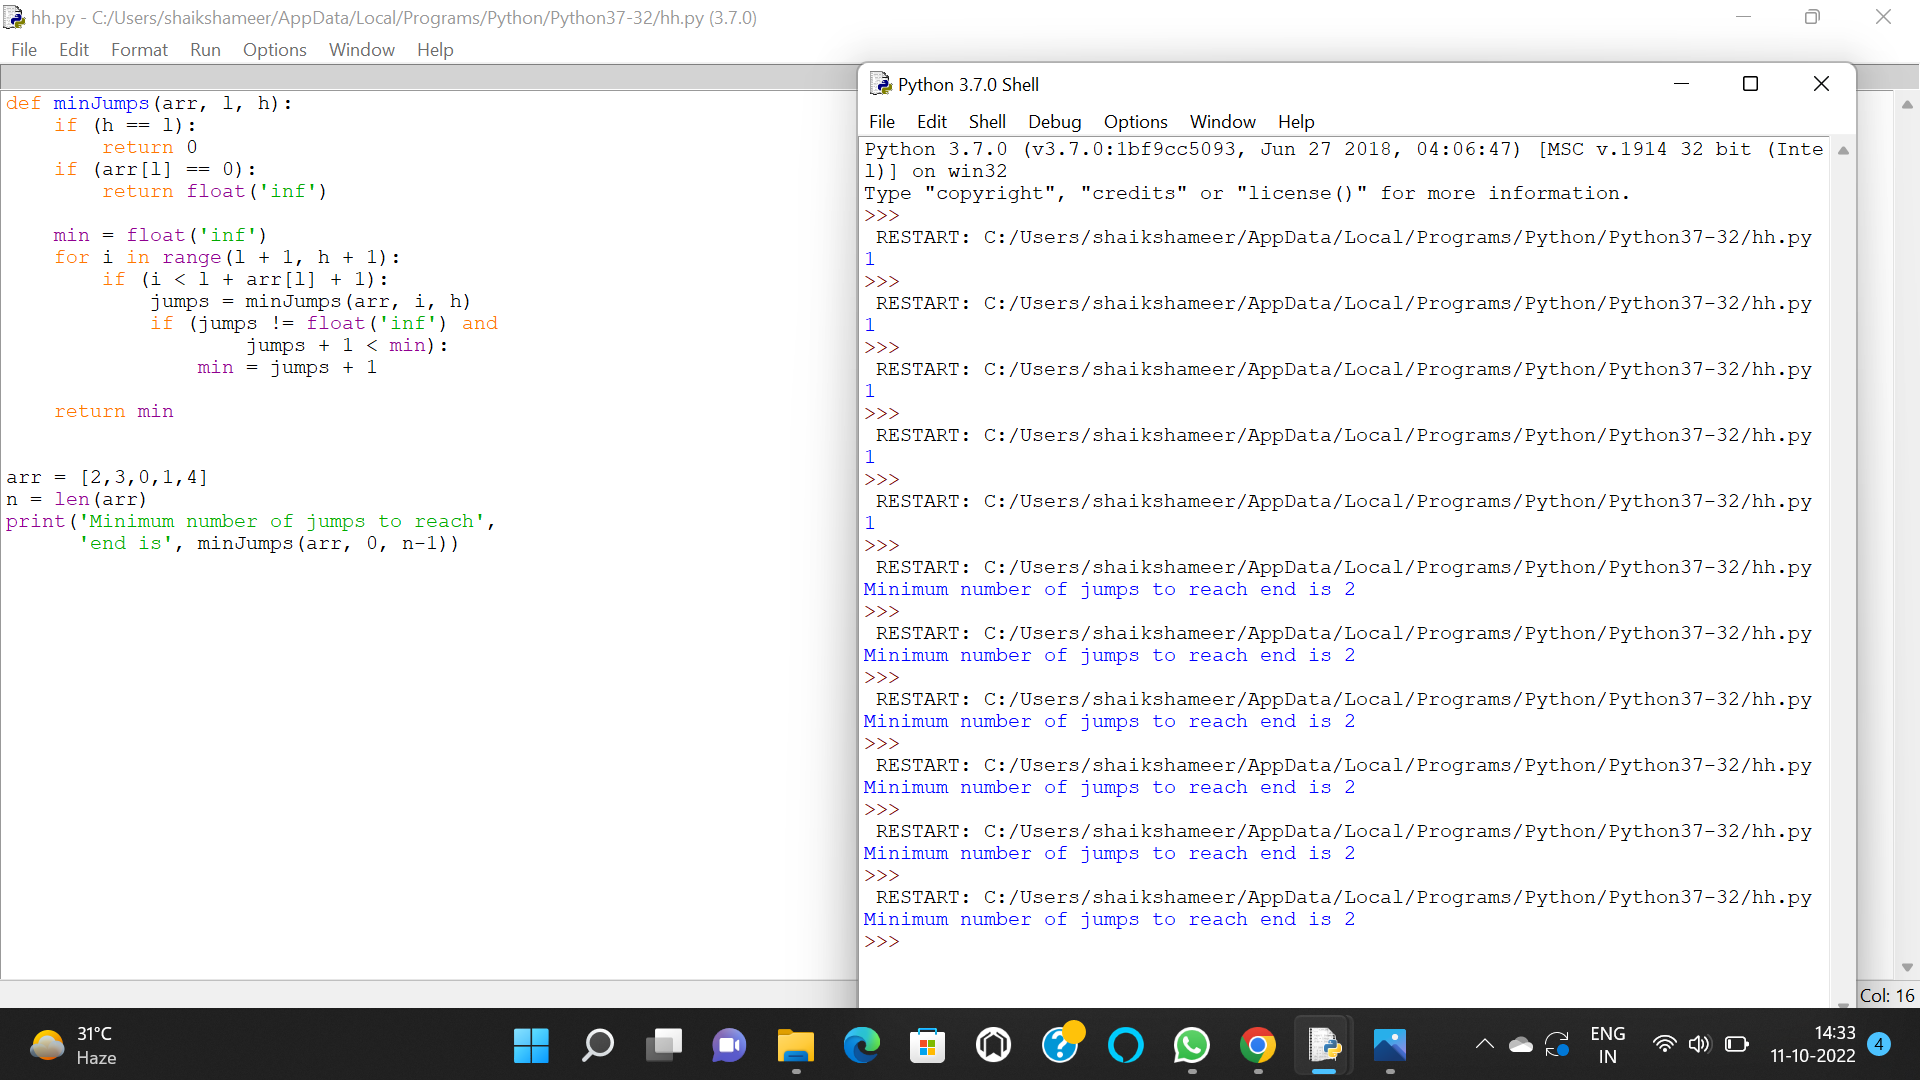 hh.py - C:/Users/shaikshameer/AppData/Local/Programs/Python/Python37-32/hh.py (3.7.0)
File Edit Format Run Options Window Help
def minJumps(arr, l, h):
    if (h == l):
        return 0
    if (arr[l] == 0):
        return float('inf')
    min = float('inf')
    for i in range(l + 1, h + 1):
        if (i < l + arr[l] + 1):
            jumps = minJumps(arr, i, h)
            if (jumps != float('inf') and
                    jumps + 1 < min):
                min = jumps + 1
    return min
arr = [2,3,0,1,4]
n = len(arr)
print('Minimum number of jumps to reach',
      'end is', minJumps(arr, 0, n-1))
Python 3.7.0 Shell
File Edit Shell Debug Options Window Help
Python 3.7.0 (v3.7.0:1bf9cc5093, Jun 27 2018, 04:06:47) [MSC v.1914 32 bit (Inte
l)] on win32
Type "copyright", "credits" or "license()" for more information.
>>>
 RESTART: C:/Users/shaikshameer/AppData/Local/Programs/Python/Python37-32/hh.py
1
>>>
 RESTART: C:/Users/shaikshameer/AppData/Local/Programs/Python/Python37-32/hh.py
1
>>>
 RESTART: C:/Users/shaikshameer/AppData/Local/Programs/Python/Python37-32/hh.py
1
>>>
 RESTART: C:/Users/shaikshameer/AppData/Local/Programs/Python/Python37-32/hh.py
1
>>>
 RESTART: C:/Users/shaikshameer/AppData/Local/Programs/Python/Python37-32/hh.py
1
>>>
 RESTART: C:/Users/shaikshameer/AppData/Local/Programs/Python/Python37-32/hh.py
Minimum number of jumps to reach end is 2
>>>
 RESTART: C:/Users/shaikshameer/AppData/Local/Programs/Python/Python37-32/hh.py
Minimum number of jumps to reach end is 2
>>>
 RESTART: C:/Users/shaikshameer/AppData/Local/Programs/Python/Python37-32/hh.py
Minimum number of jumps to reach end is 2
>>>
 RESTART: C:/Users/shaikshameer/AppData/Local/Programs/Python/Python37-32/hh.py
Minimum number of jumps to reach end is 2
>>>
 RESTART: C:/Users/shaikshameer/AppData/Local/Programs/Python/Python37-32/hh.py
Minimum number of jumps to reach end is 2
>>>
 RESTART: C:/Users/shaikshameer/AppData/Local/Programs/Python/Python37-32/hh.py
Minimum number of jumps to reach end is 2
>>>
Col: 16
31°C
Haze
ENG
IN
14:33
11-10-2022
4